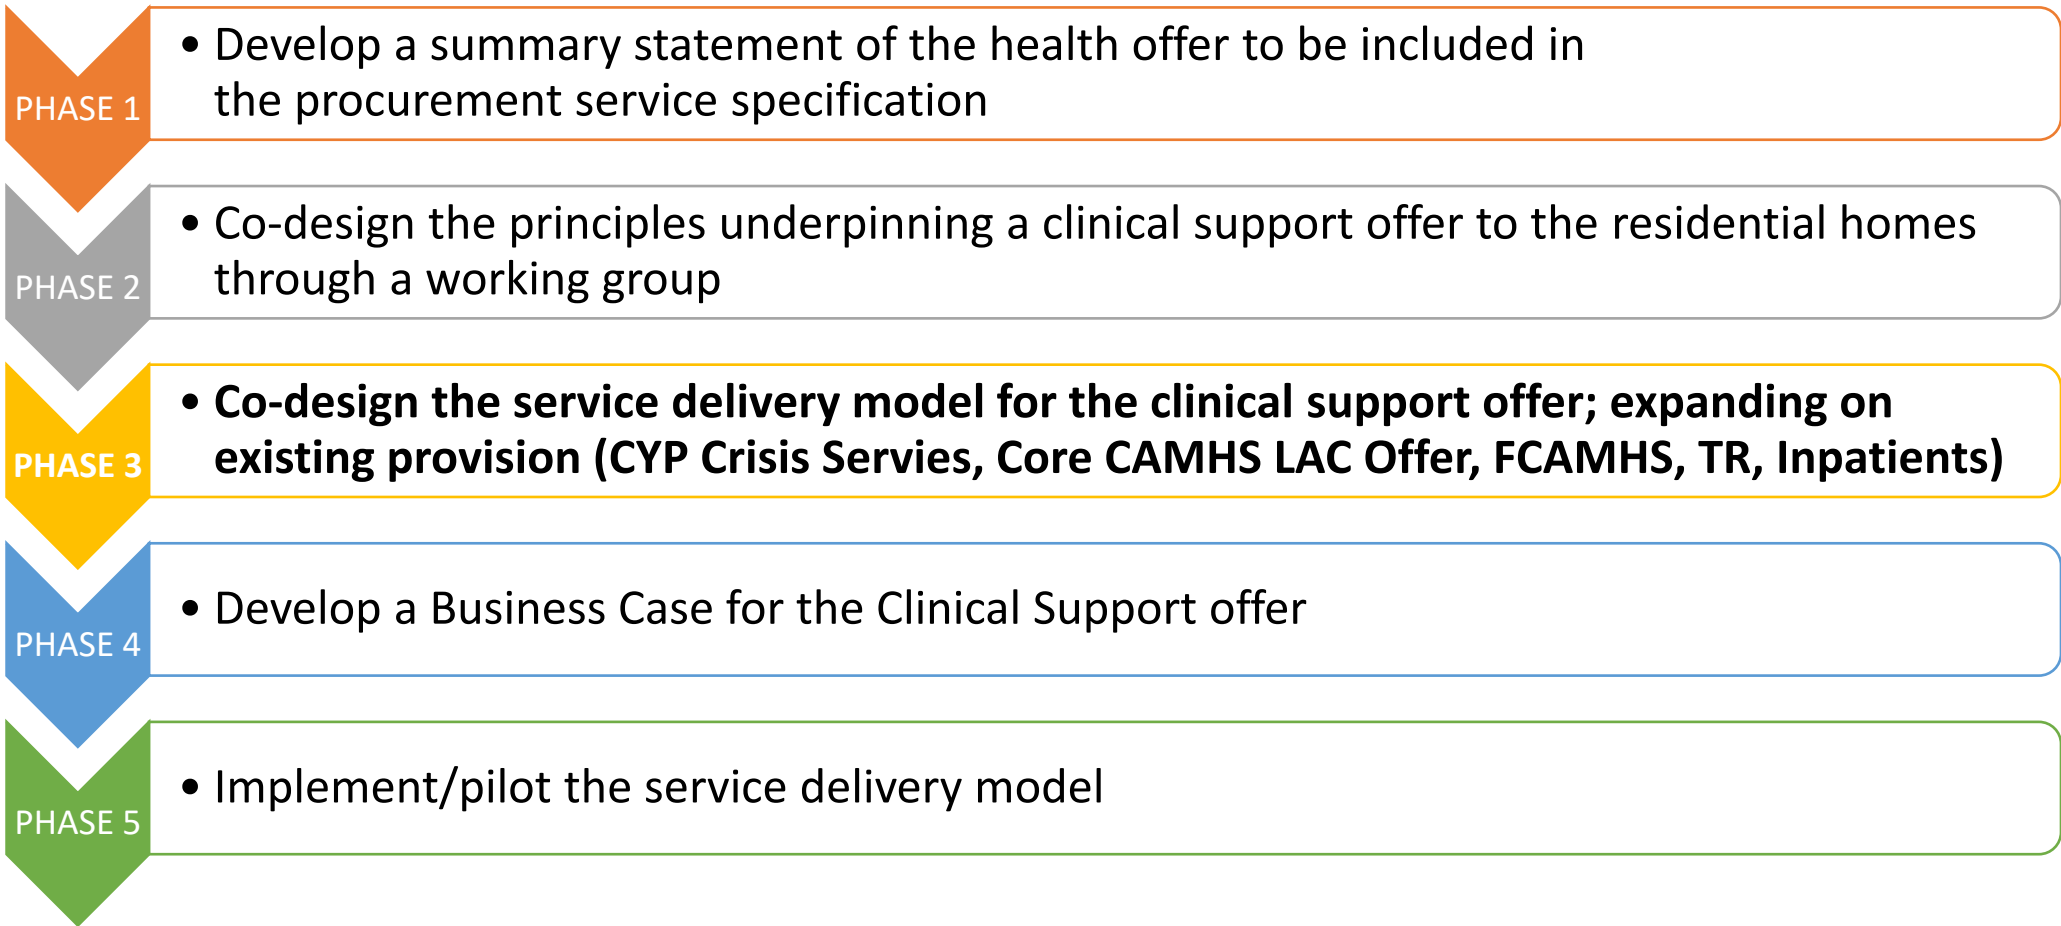 PHASE 1
• Develop a summary statement of the health offer to be included in
the procurement service specification
PHASE 2
• Co-design the principles underpinning a clinical support offer to the residential homes
through a working group
PHASE 3
• Co-design the service delivery model for the clinical support offer; expanding on
existing provision (CYP Crisis Servies, Core CAMHS LAC Offer, FCAMHS, TR, Inpatients)
PHASE 4
• Develop a Business Case for the Clinical Support offer
PHASE 5
• Implement/pilot the service delivery model